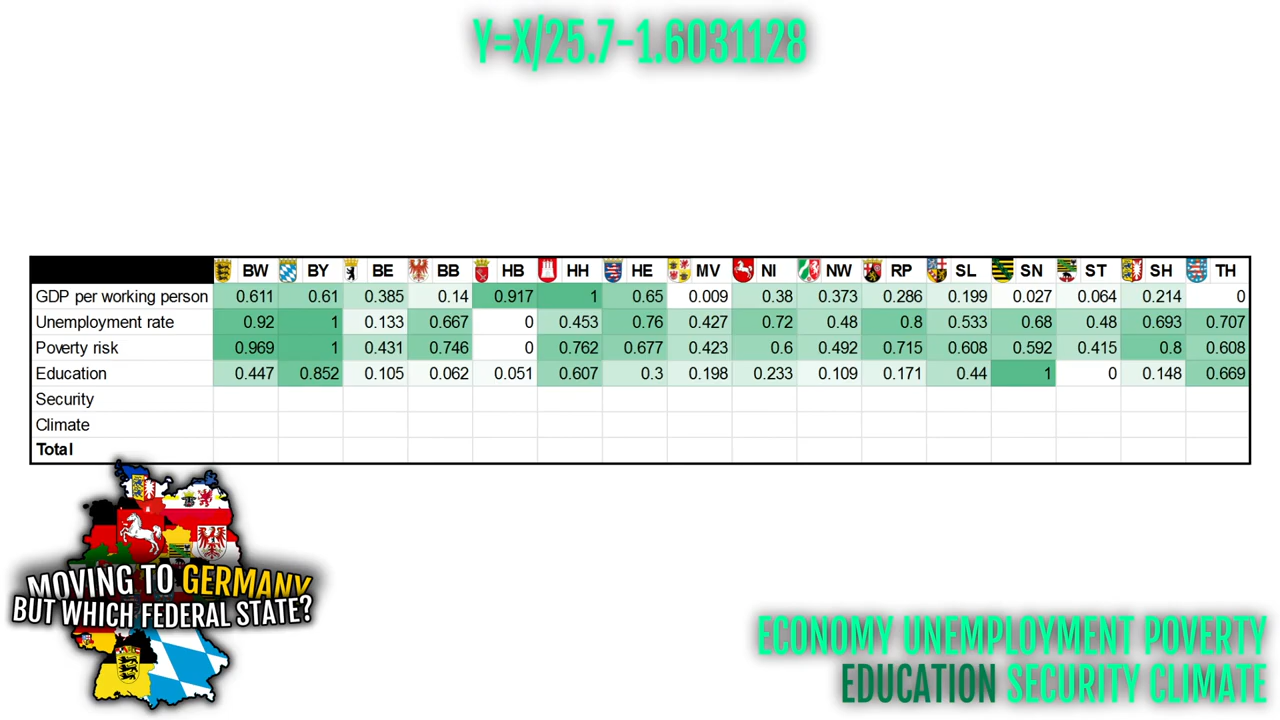 Y=X/25.7-1.6031128
BW BY BE BB HB HH HE MV NI NW RP SL SN ST SH TH
GDP per working person 0.611 0.61 0.385 0.14 0.917 1 0.65 0.009 0.38 0.373 0.286 0.199 0.027 0.064 0.214 0
Unemployment rate 0.92 1 0.133 0.667 0 0.453 0.76 0.427 0.72 0.48 0.8 0.533 0.68 0.48 0.693 0.707
Poverty risk 0.969 1 0.431 0.746 0 0.762 0.677 0.423 0.6 0.492 0.715 0.608 0.592 0.415 0.8 0.608
Education 0.447 0.852 0.105 0.062 0.051 0.607 0.3 0.198 0.233 0.109 0.171 0.44 1 0 0.148 0.669
Security
Climate
Total
MOVING TO GERMANY
BUT WHICH FEDERAL STATE?
ECONOMY UNEMPLOYMENT POVERTY
EDUCATION SECURITY CLIMATE